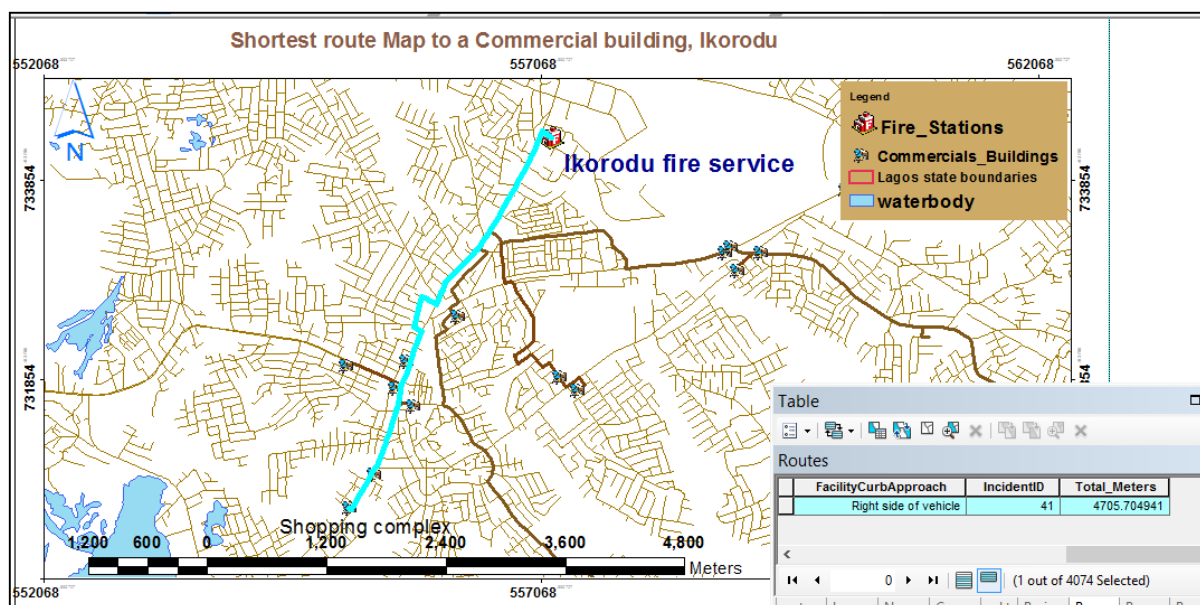 Shortest route Map to a Commercial building, Ikorodu
552068
557068
562068
N
733854
731854
Legend
Fire_Stations
Commercials_Buildings
Lagos state boundaries
waterbody
733854
854
Ikorodu fire service
Shopping complex
1,200 600 0 1,200 2,400 3,600 4,800
Meters
552068
557068
Table
Routes
FacilityCurbApproach IncidentID Total_Meters
Right side of vehicle 41 4705.704941
0 (1 out of 4074 Selected)